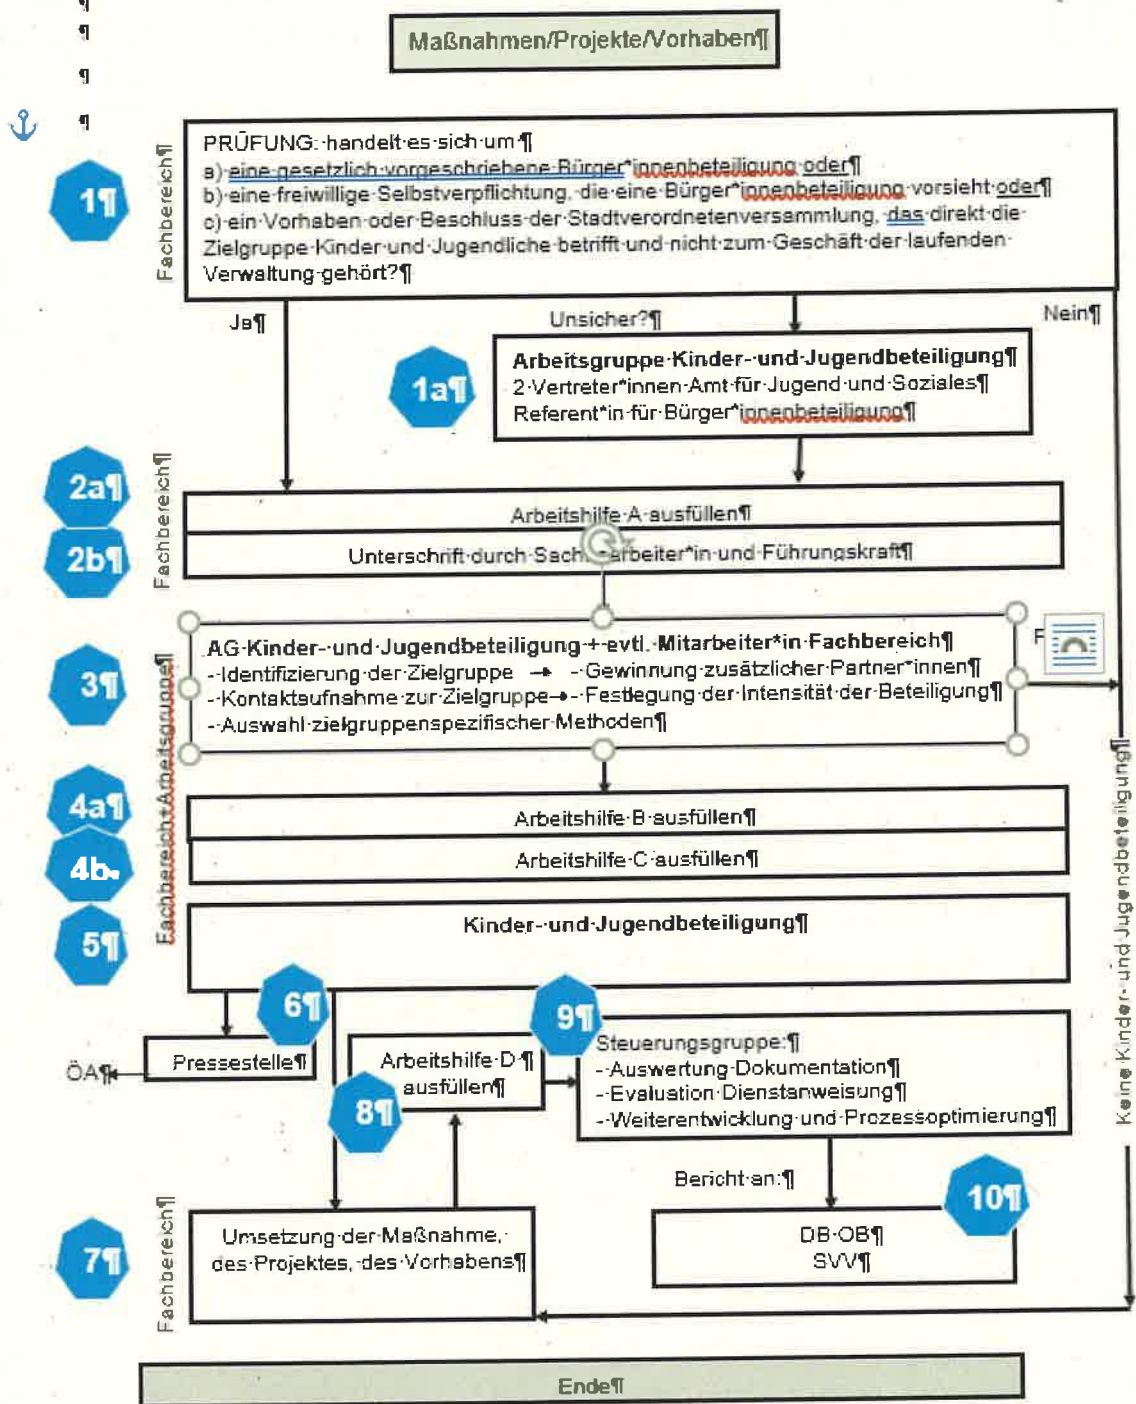 Maßnahmen/Projekte/Vorhaben¶
¶
¶
¶
¶
1¶
Fachbereich¶
PRÜFUNG:·handelt·es·sich·um·¶
a)·eine·gesetzlich·vorgeschriebene·Bürger*innenbeteiligung·oder¶
b)·eine·freiwillige·Selbstverpflichtung,·die·eine·Bürger*innenbeteiligung·vorsieht·oder¶
c)·ein·Vorhaben·oder·Beschluss·der·Stadtverordnetenversammlung,·das·direkt·die·
Zielgruppe·Kinder·und·Jugendliche·betrifft·und·nicht·zum·Geschäft·der·laufenden·
Verwaltung·gehört?¶
Ja¶
Unsicher?¶
Nein¶
1a¶
Arbeitsgruppe·Kinder-·und·Jugendbeteiligung¶
2·Vertreter*innen·Amt·für·Jugend·und·Soziales¶
Referent*in·für·Bürger*innenbeteiligung¶
2a¶
Fachbereich¶
Arbeitshilfe·A·ausfüllen¶
2b¶
Unterschrift·durch·Sach arbeiter*in·und·Führungskraft¶
3¶
Fachbereich+Arbeitsgruppe¶
AG·Kinder-·und·Jugendbeteiligung·+·evtl.·Mitarbeiter*in·Fachbereich¶
-·Identifizierung·der·Zielgruppe → -·Gewinnung·zusätzlicher·Partner*innen¶
-·Kontaktaufnahme·zur·Zielgruppe→-·Festlegung·der·Intensität·der·Beteiligung¶
-·Auswahl·zielgruppenspezifischer·Methoden¶
F
Keine·Kinder-·und·Jugendbeteiligung¶
4a¶
Arbeitshilfe·B·ausfüllen¶
4b
Arbeitshilfe·C·ausfüllen¶
5¶
Kinder-·und·Jugendbeteiligung¶
6¶
Pressestelle¶
ÖA¶
8¶
Arbeitshilfe·D·¶
ausfüllen¶
9¶
Steuerungsgruppe:¶
-·Auswertung·Dokumentation¶
-·Evaluation·Dienstanweisung¶
-·Weiterentwicklung·und·Prozessoptimierung¶
Bericht·an:¶
10¶
DB·OB¶
SVV¶
7¶
Fachbereich¶
Umsetzung·der·Maßnahme,·
des·Projektes,·des·Vorhabens¶
Ende¶